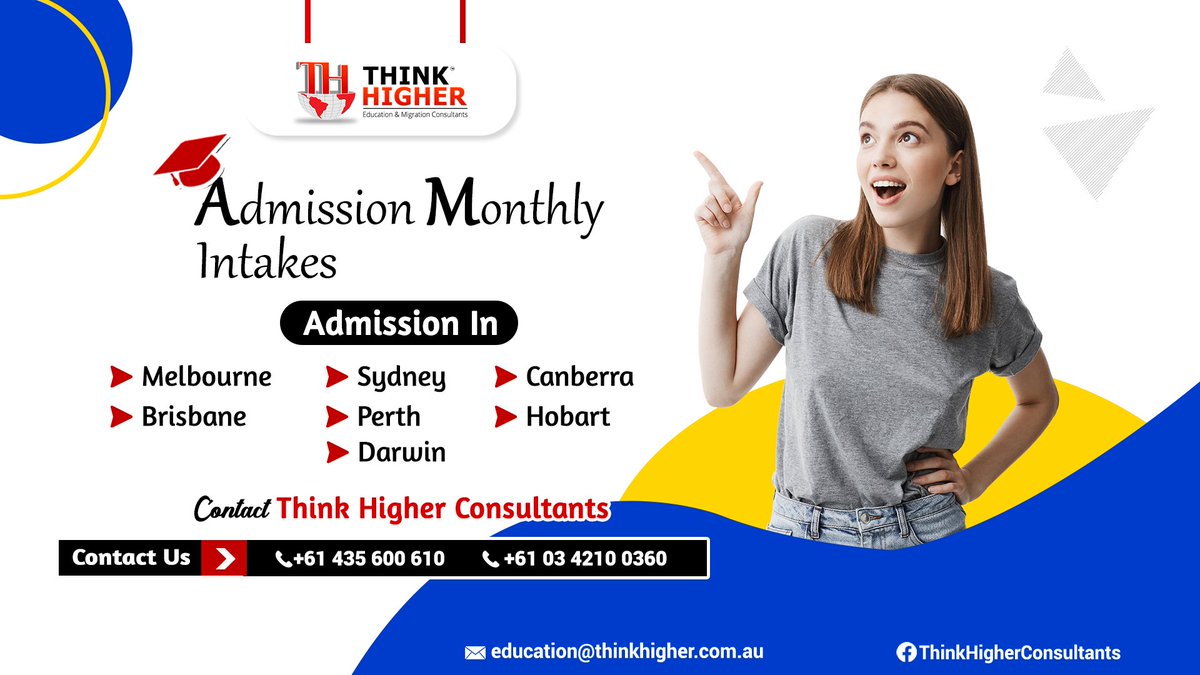 TH THINK™
HIGHER
Education & Migration Consultants
Admission Monthly
Intakes
Admission In
Melbourne Sydney Canberra
Brisbane Perth Hobart
Darwin
Contact Think Higher Consultants
Contact Us +61 435 600 610 +61 03 4210 0360
education@thinkhigher.com.au ThinkHigherConsultants